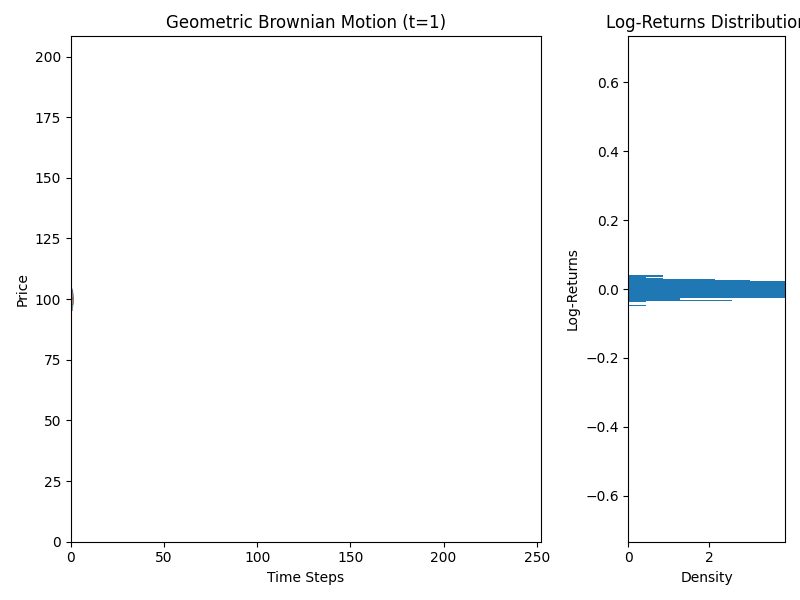 Geometric Brownian Motion (t=1)
Log-Returns Distribution
Price
200
175
150
125
100
75
50
25
0
0 50 100 150 200 250
Time Steps
Log-Returns
0.6
0.4
0.2
0.0
−0.2
−0.4
−0.6
0 2
Density